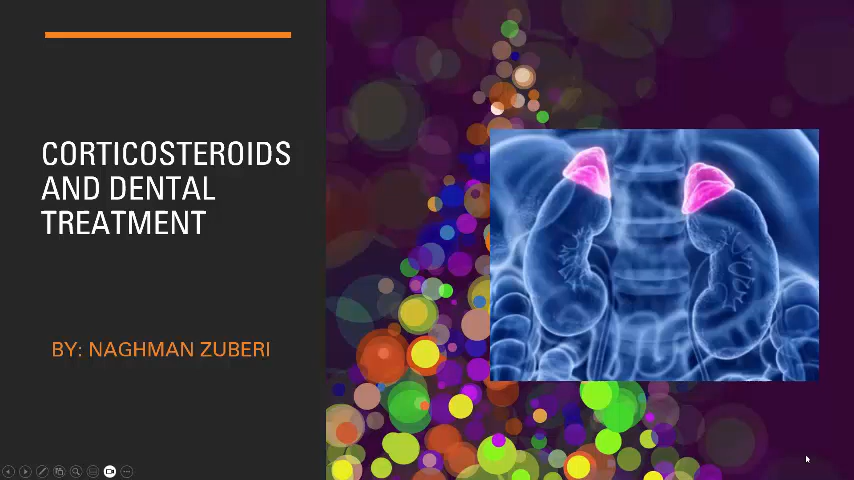 CORTICOSTEROIDS
AND DENTAL
TREATMENT
BY: NAGHMAN ZUBERI